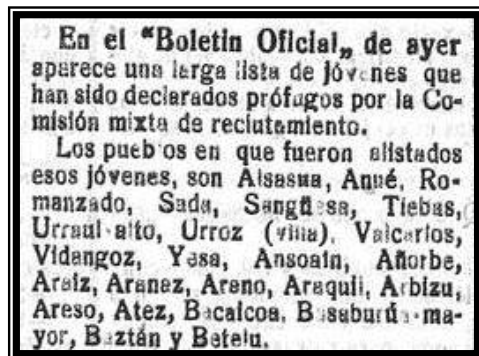 En el "Boletin Oficial„ de ayer
aparece una larga lista de jóvenes que
han sido declarados prófugos por la Co-
misión mixta de reclutamiento.
Los pueblos en que fueron alistados
esos jóvenes, son Alsasua, Anué, Ro-
manzado, Sada, Sangüesa, Tiebas,
Urraul-alto, Urroz (villa), Valcarlos,
Vidangoz, Yesa, Ansoain, Añorbe,
Araiz, Aranaz, Arano, Araquil, Arbizu,
Areso, Atez, Bacaicoa, Basaburúa-ma-
yor, Baztán y Betelu.